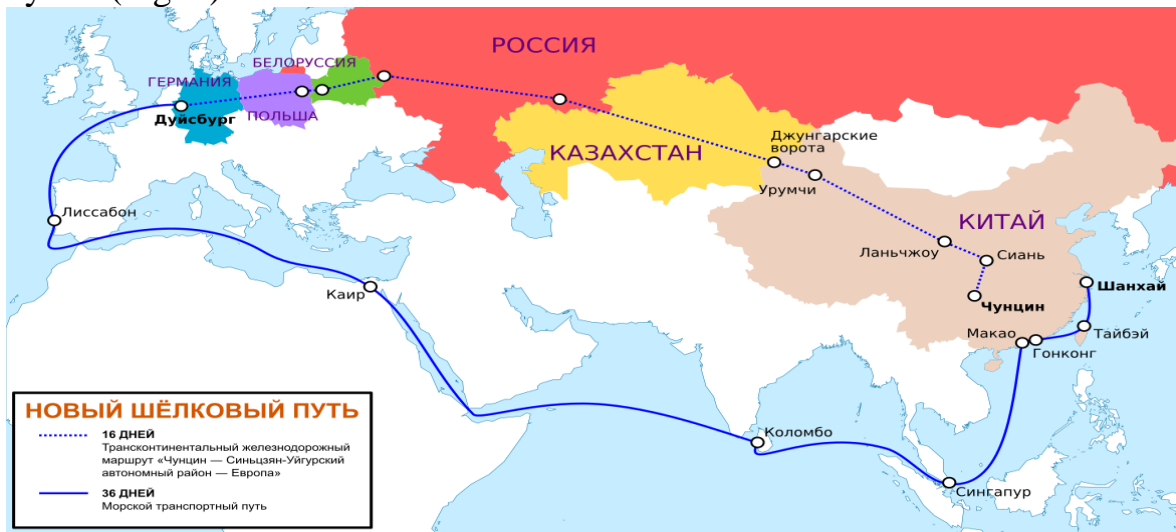 РОССИЯ
БЕЛОРУССИЯ
ГЕРМАНИЯ
ПОЛЬША
Дуйсбург
Джунгарские
ворота
КАЗАХСТАН
Урумчи
Лиссабон
КИТАЙ
Ланьчжоу
Сиань
Каир
Шанхай
Чунцин
Макао
Тайбэй
Гонконг
Коломбо
Сингапур
НОВЫЙ ШЁЛКОВЫЙ ПУТЬ
16 ДНЕЙ
Трансконтинентальный железнодорожный
маршрут «Чунцин — Синьцзян-Уйгурский
автономный район — Европа»
36 ДНЕЙ
Морской транспортный путь